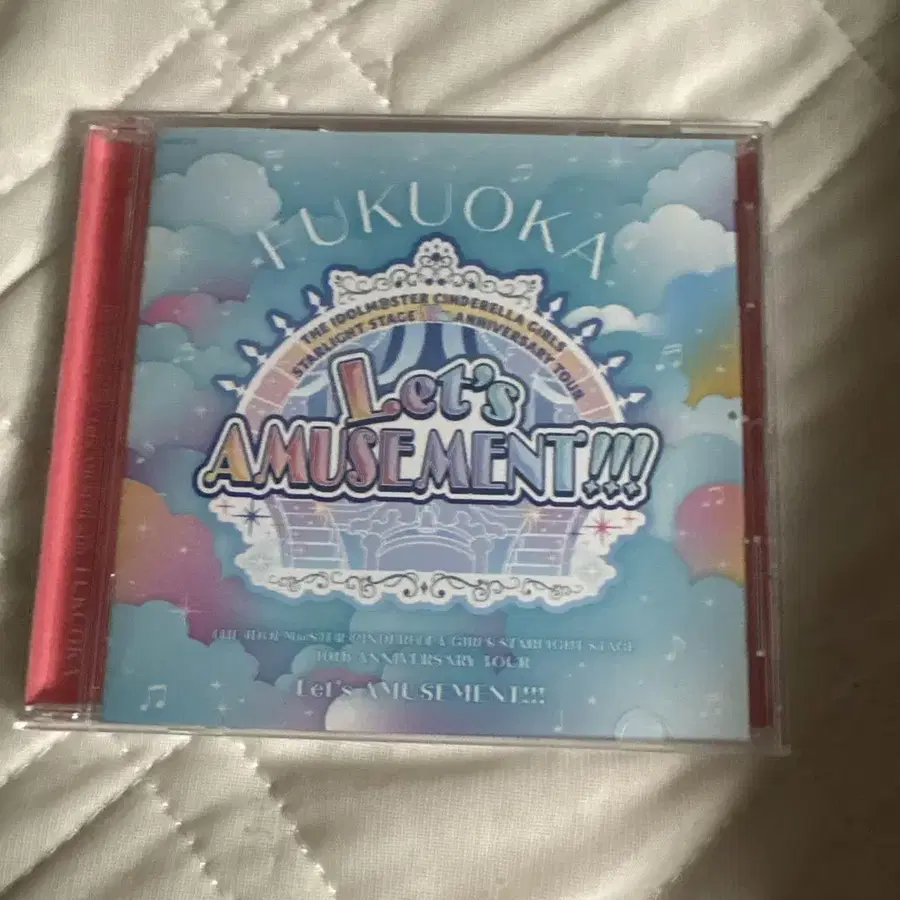 FUKUOKA
THE IDOLM@STER CINDERELLA GIRLS
STARLIGHT STAGE ANNIVERSARY TOUR
Let's
AMUSEMENT!!!
THE IDOLM@STER CINDERELLA GIRLS STARLIGHT STAGE
10th ANNIVERSARY TOUR
Let's AMUSEMENT!!!